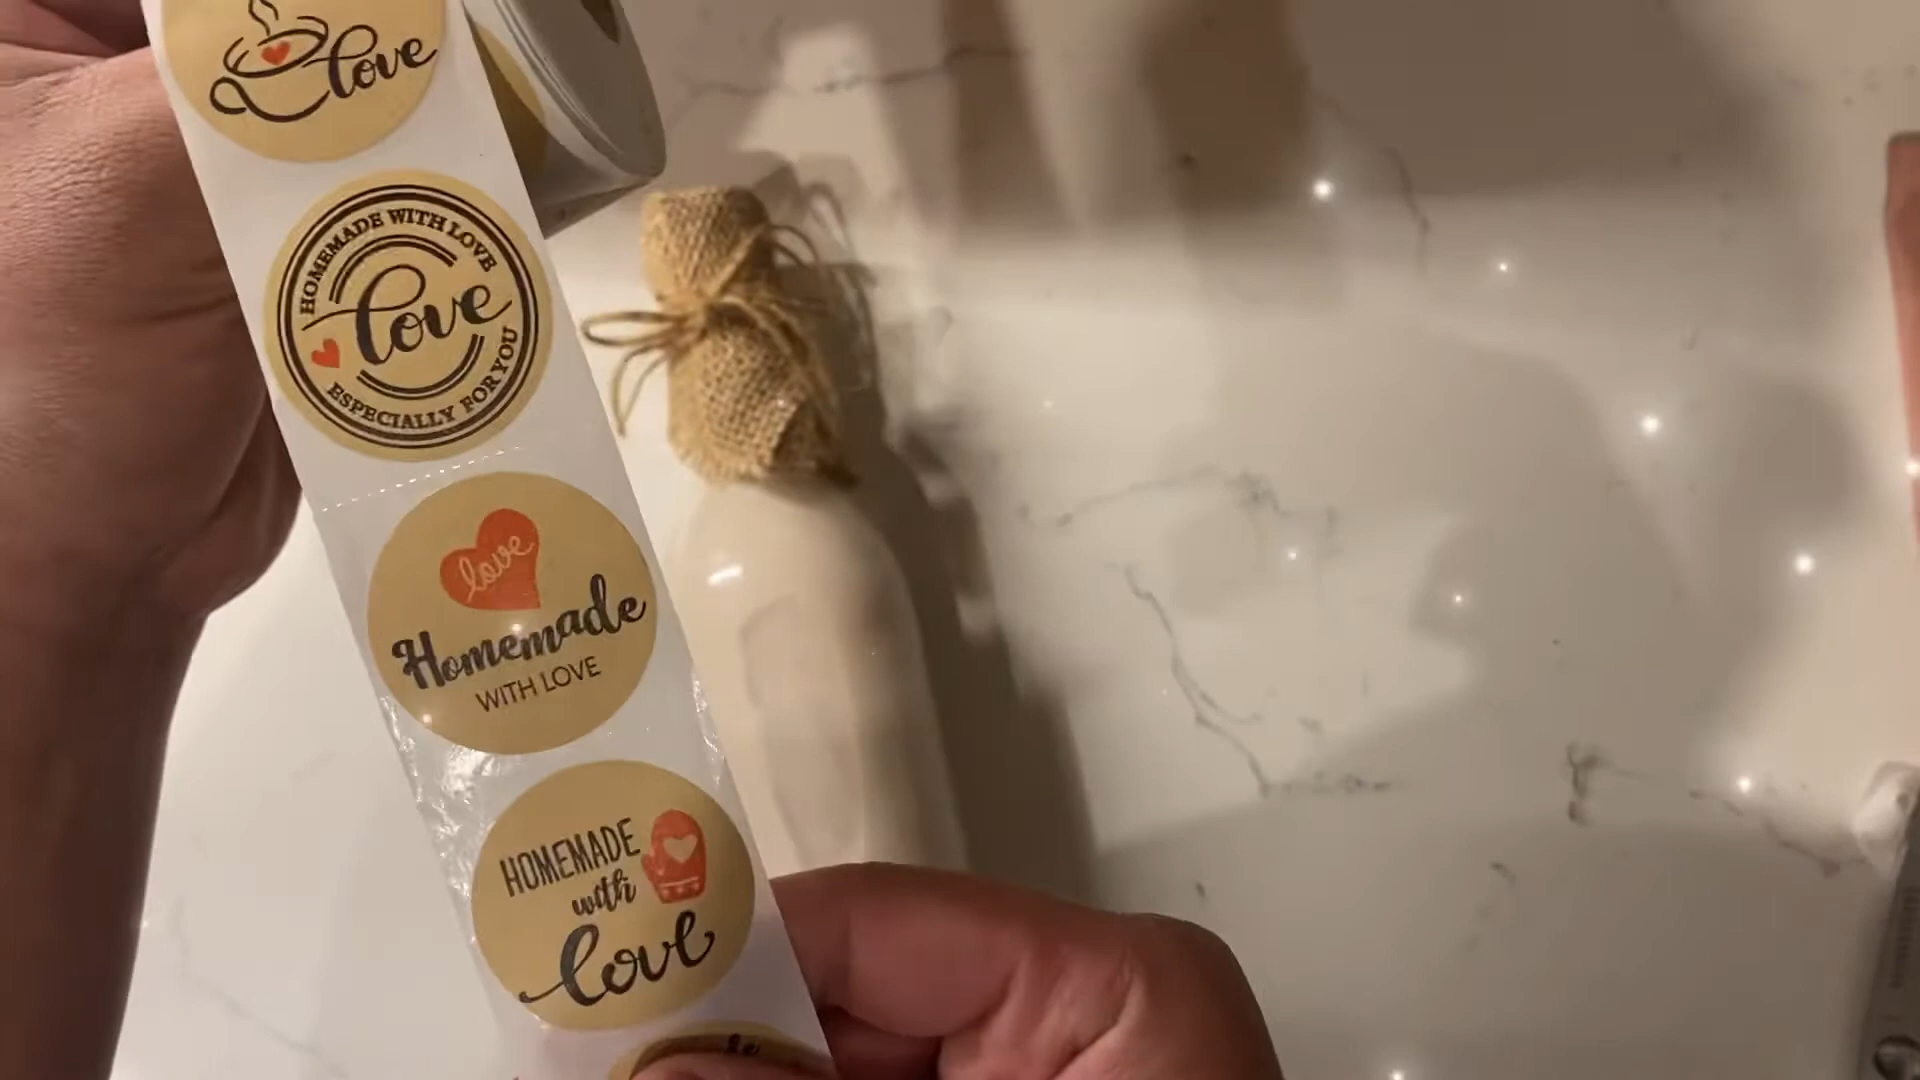 love
HOMEMADE WITH LOVE
love
ESPECIALLY FOR YOU
love
Homemade
WITH LOVE
HOMEMADE
with
love